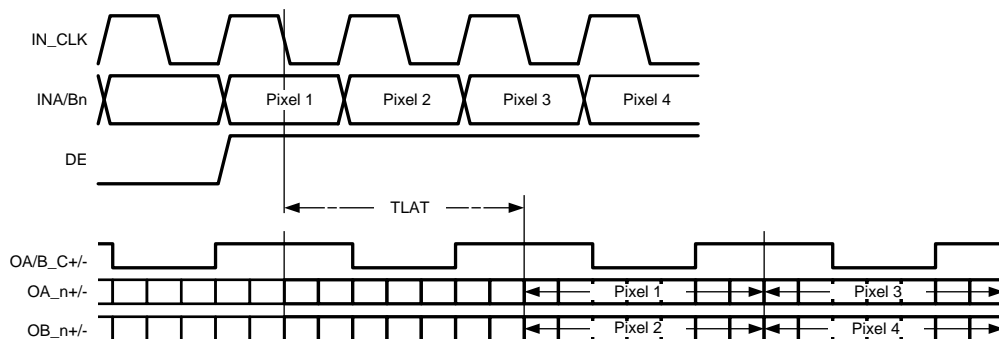 IN_CLK
INA/Bn
Pixel 1 Pixel 2 Pixel 3 Pixel 4
DE
TLAT
OA/B_C+/-
OA_n+/-
Pixel 1 Pixel 3
OB_n+/-
Pixel 2 Pixel 4